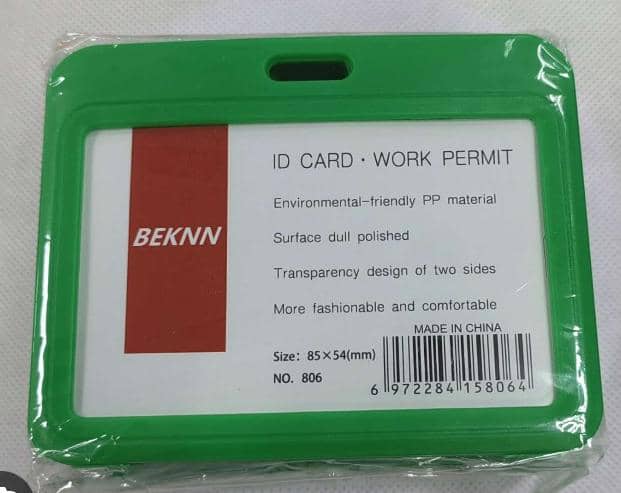 ID CARD · WORK PERMIT
Environmental-friendly PP material
BEKNN
Surface dull polished
Transparency design of two sides
More fashionable and comfortable
MADE IN CHINA
Size: 85×54(mm)
NO. 806
6 972284 158064